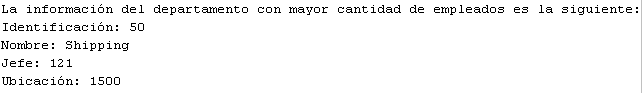 La información del departamento con mayor cantidad de empleados es la siguiente:
Identificación: 50
Nombre: Shipping
Jefe: 121
Ubicación: 1500